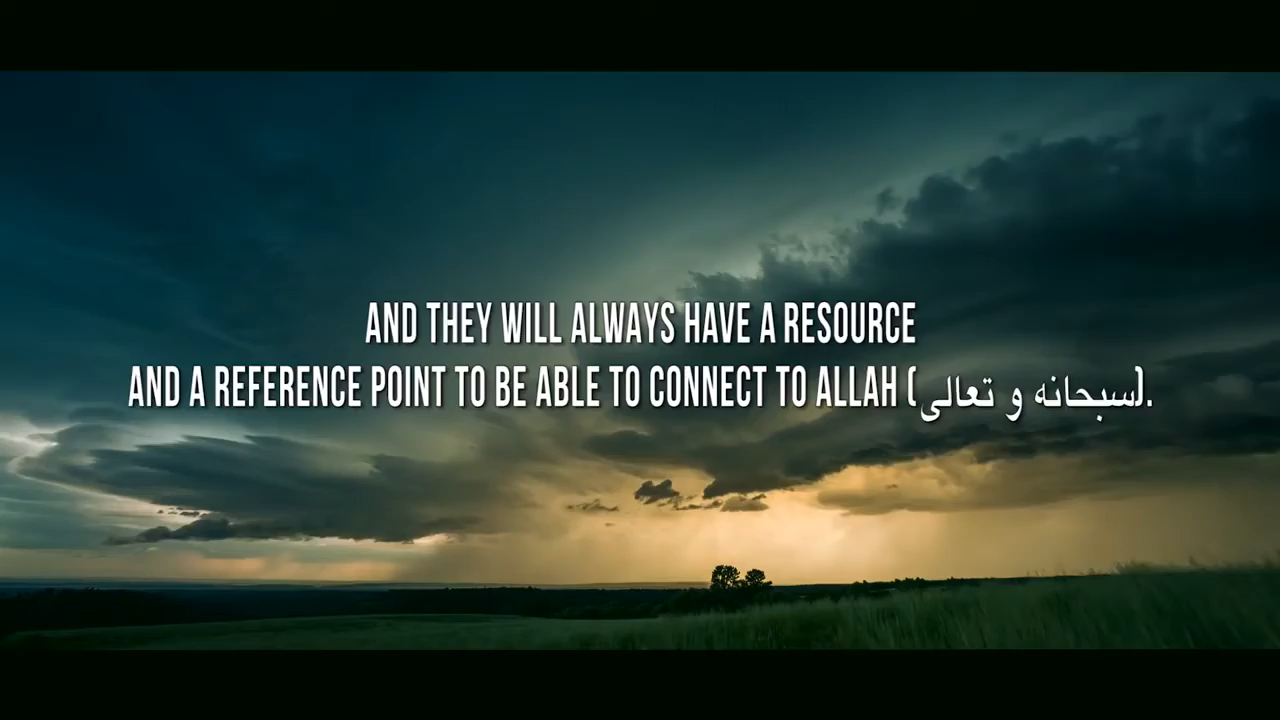 AND THEY WILL ALWAYS HAVE A RESOURCE
AND A REFERENCE POINT TO BE ABLE TO CONNECT TO ALLAH (سبحانه و تعالى).